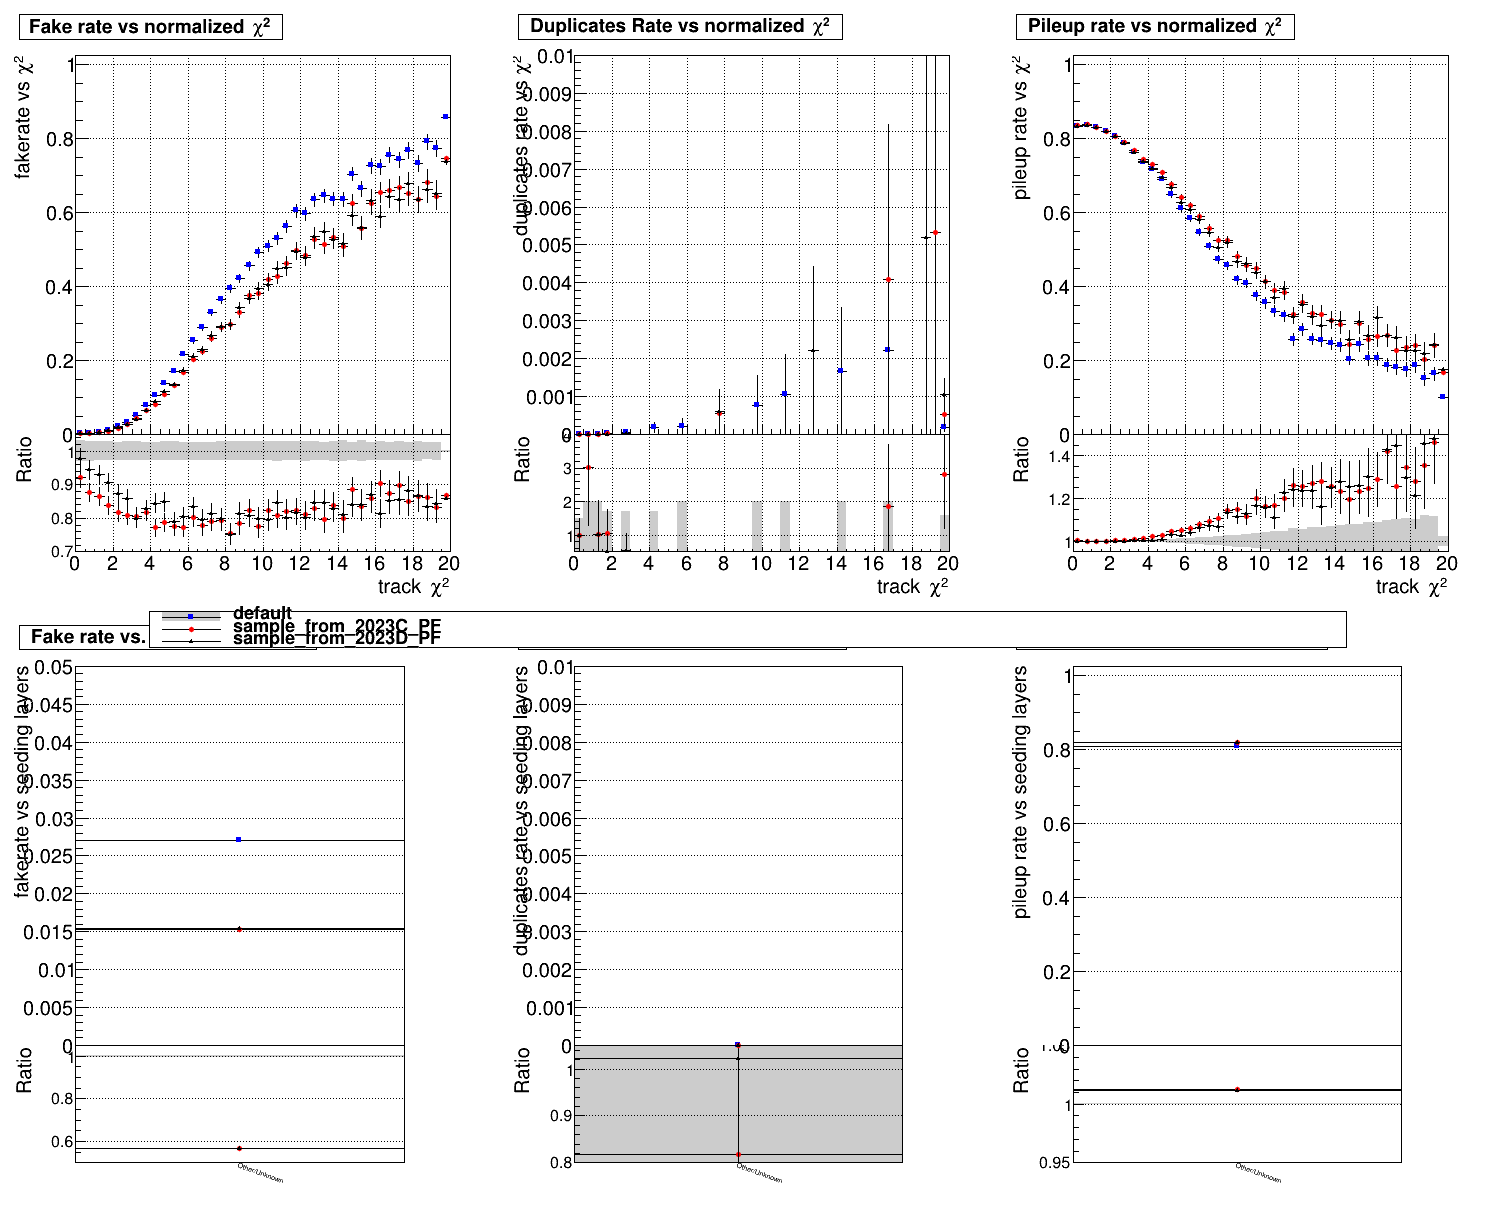 Fake rate vs normalized χ²
Duplicates Rate vs normalized χ²
Pileup rate vs normalized χ²
fakerate vs χ²
1
0.8
0.6
0.4
0.2
0
Ratio
1
0.9
0.8
0.7
0 2 4 6 8 10 12 14 16 18 20
track χ²
duplicates rate vs χ²
0.01
0.009
0.008
0.007
0.006
0.005
0.004
0.003
0.002
0.001
0
Ratio
3
2
1
0 2 4 6 8 10 12 14 16 18 20
track χ²
pileup rate vs χ²
1
0.8
0.6
0.4
0.2
0
Ratio
1.4
1.2
0 2 4 6 8 10 12 14 16 18 20
track χ²
default
sample_from_2023C_PF
sample_from_2023D_PF
Fake rate vs.
fakerate vs seeding layers
0.05
0.045
0.04
0.035
0.03
0.025
0.02
0.015
0.01
0.005
0
Ratio
1
0.8
0.6
Other/Unknown
duplicates rate vs seeding layers
0.01
0.009
0.008
0.007
0.006
0.005
0.004
0.003
0.002
0.001
0
Ratio
1
0.9
0.8
Other/Unknown
pileup rate vs seeding layers
1
0.8
0.6
0.4
0.2
0
Ratio
1
0.95
Other/Unknown